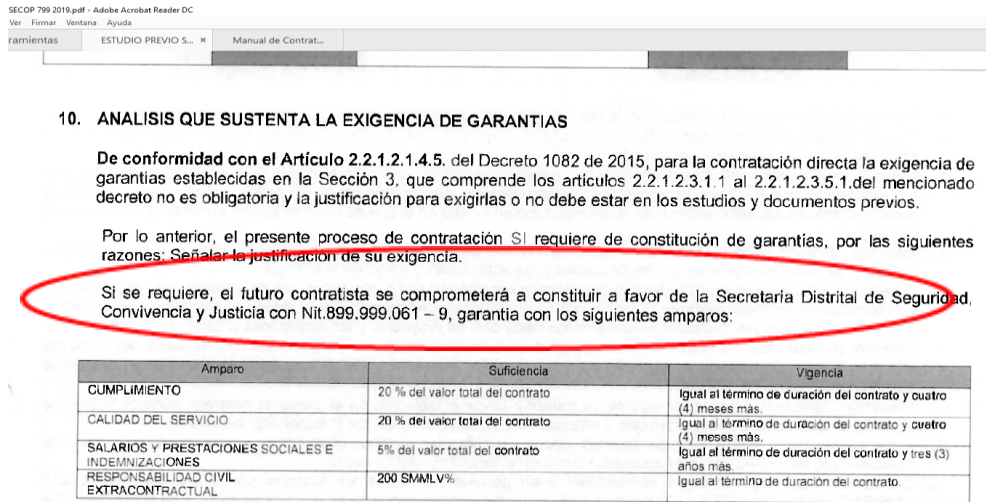 SECOP 799 2019.pdf - Adobe Acrobat Reader DC
Ver Firmar Ventana Ayuda
ramientas ESTUDIO PREVIO S... × Manual de Contrat...
10. ANALISIS QUE SUSTENTA LA EXIGENCIA DE GARANTIAS
De conformidad con el Artículo 2.2.1.2.1.4.5. del Decreto 1082 de 2015, para la contratación directa la exigencia de
garantias establecidas en la Sección 3, que comprende los articulos 2.2.1.2.3.1.1 al 2.2.1.2.3.5.1.del mencionado
decreto no es obligatoria y la justificación para exigirlas o no debe estar en los estudios y documentos previos.
Por lo anterior, el presente proceso de contratación SI requiere de constitución de garantías, por las siguientes
razones: Señalar la justificación de su exigencia.
Si se requiere, el futuro contratista se comprometerá a constituir a favor de la Secretaría Distrital de Seguridad,
Convivencia y Justicia con Nit.899.999.061 – 9, garantia con los siguientes amparos:
Amparo Suficiencia Vigencia
CUMPLIMIENTO 20 % del valor total del contrato Igual al término de duración del contrato y cuatro
(4) meses más.
CALIDAD DEL SERVICIO 20 % del valor total del contrato Igual al término de duración del contrato y cuatro
(4) meses más.
SALARIOS Y PRESTACIONES SOCIALES E 5% del valor total del contrato Igual al término de duración del contrato y tres (3)
INDEMNIZACIONES años más.
RESPONSABILIDAD CIVIL 200 SMMLV% Igual al término de duración del contrato.
EXTRACONTRACTUAL